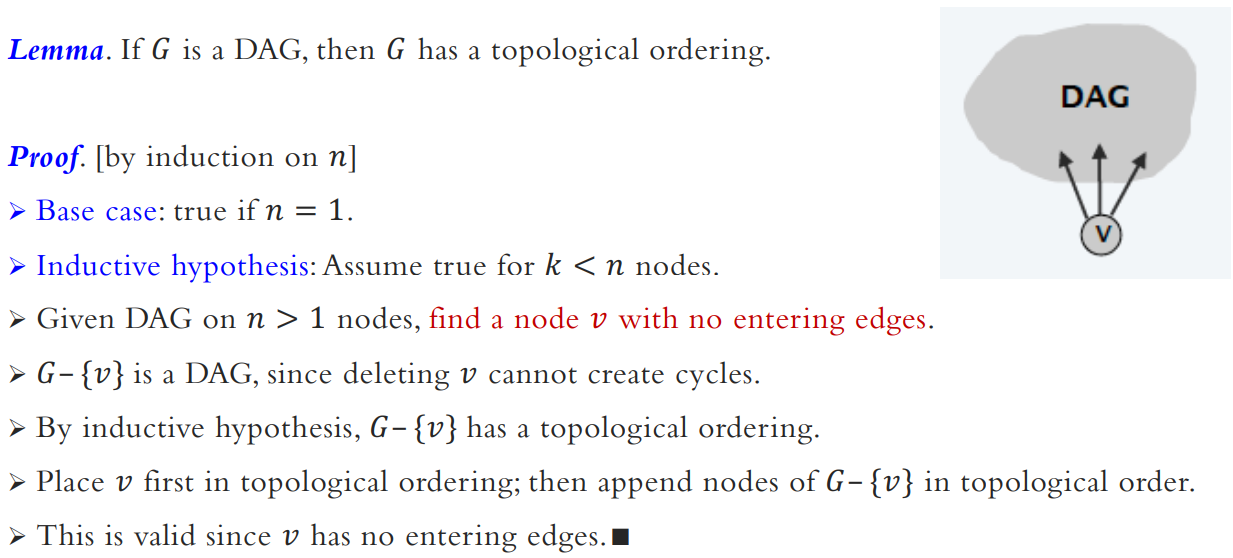 Lemma. If G is a DAG, then G has a topological ordering.
DAG
v
Proof. [by induction on n]
➢ Base case: true if n = 1.
➢ Inductive hypothesis: Assume true for k < n nodes.
➢ Given DAG on n > 1 nodes, find a node v with no entering edges.
➢ G−{v} is a DAG, since deleting v cannot create cycles.
➢ By inductive hypothesis, G−{v} has a topological ordering.
➢ Place v first in topological ordering; then append nodes of G−{v} in topological order.
➢ This is valid since v has no entering edges.■